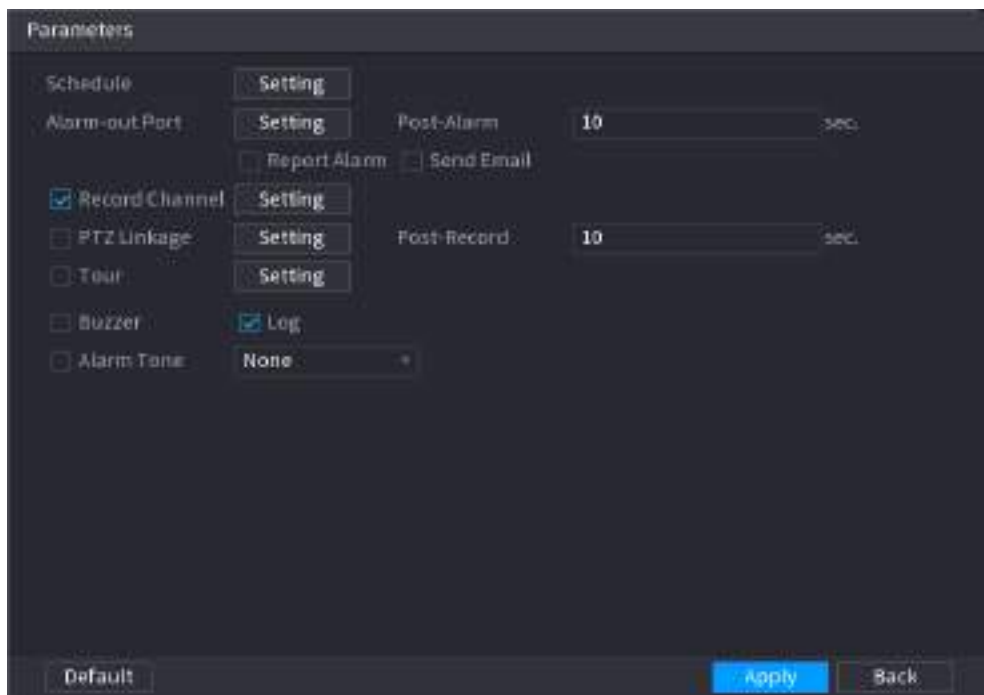 Parameters
Schedule Setting
Alarm-out Port Setting Post-Alarm 10 sec.
Report Alarm Send Email
Record Channel Setting
PTZ Linkage Setting Post-Record 10 sec.
Tour Setting
Buzzer Log
Alarm Tone None
Default Apply Back